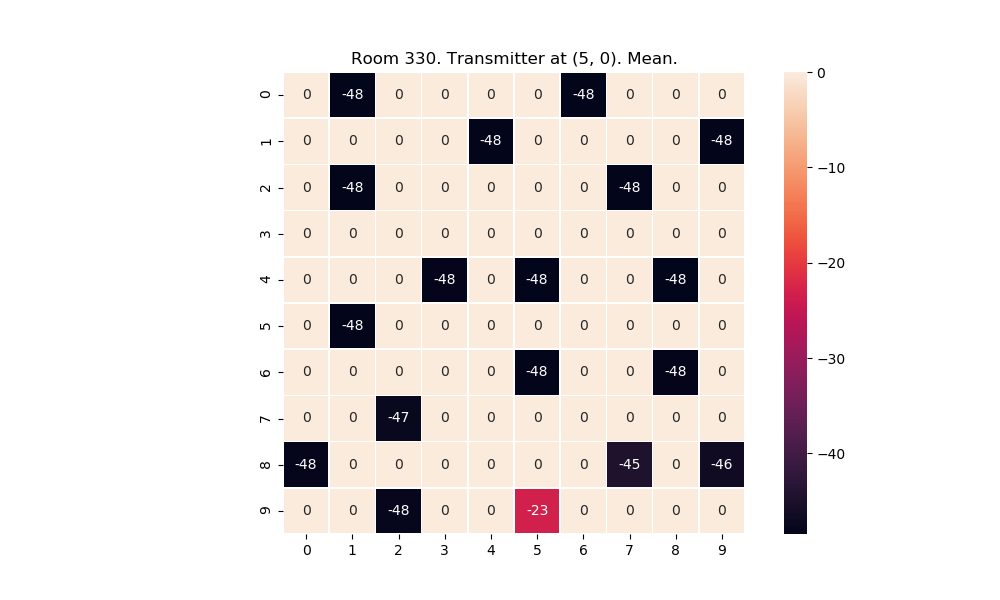 Room 330. Transmitter at (5, 0). Mean.
0 0 -48 0 0 0 0 -48 0 0 0
1 0 0 0 0 -48 0 0 0 0 -48
2 0 -48 0 0 0 0 0 -48 0 0
3 0 0 0 0 0 0 0 0 0 0
4 0 0 0 -48 0 -48 0 0 -48 0
5 0 -48 0 0 0 0 0 0 0 0
6 0 0 0 0 0 -48 0 0 -48 0
7 0 0 -47 0 0 0 0 0 0 0
8 -48 0 0 0 0 0 0 -45 0 -46
9 0 0 -48 0 0 -23 0 0 0 0
0 1 2 3 4 5 6 7 8 9
0
−10
−20
−30
−40